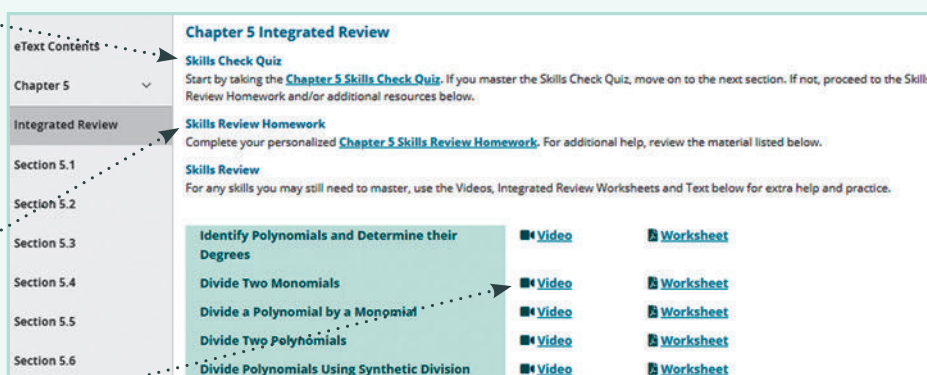 eText Contents
Chapter 5
Integrated Review
Section 5.1
Section 5.2
Section 5.3
Section 5.4
Section 5.5
Section 5.6
Chapter 5 Integrated Review
Skills Check Quiz
Start by taking the Chapter 5 Skills Check Quiz. If you master the Skills Check Quiz, move on to the next section. If not, proceed to the Skills
Review Homework and/or additional resources below.
Skills Review Homework
Complete your personalized Chapter 5 Skills Review Homework. For additional help, review the material listed below.
Skills Review
For any skills you may still need to master, use the Videos, Integrated Review Worksheets and Text below for extra help and practice.
Identify Polynomials and Determine their Video Worksheet
Degrees
Divide Two Monomials Video Worksheet
Divide a Polynomial by a Monomial Video Worksheet
Divide Two Polynomials Video Worksheet
Divide Polynomials Using Synthetic Division Video Worksheet